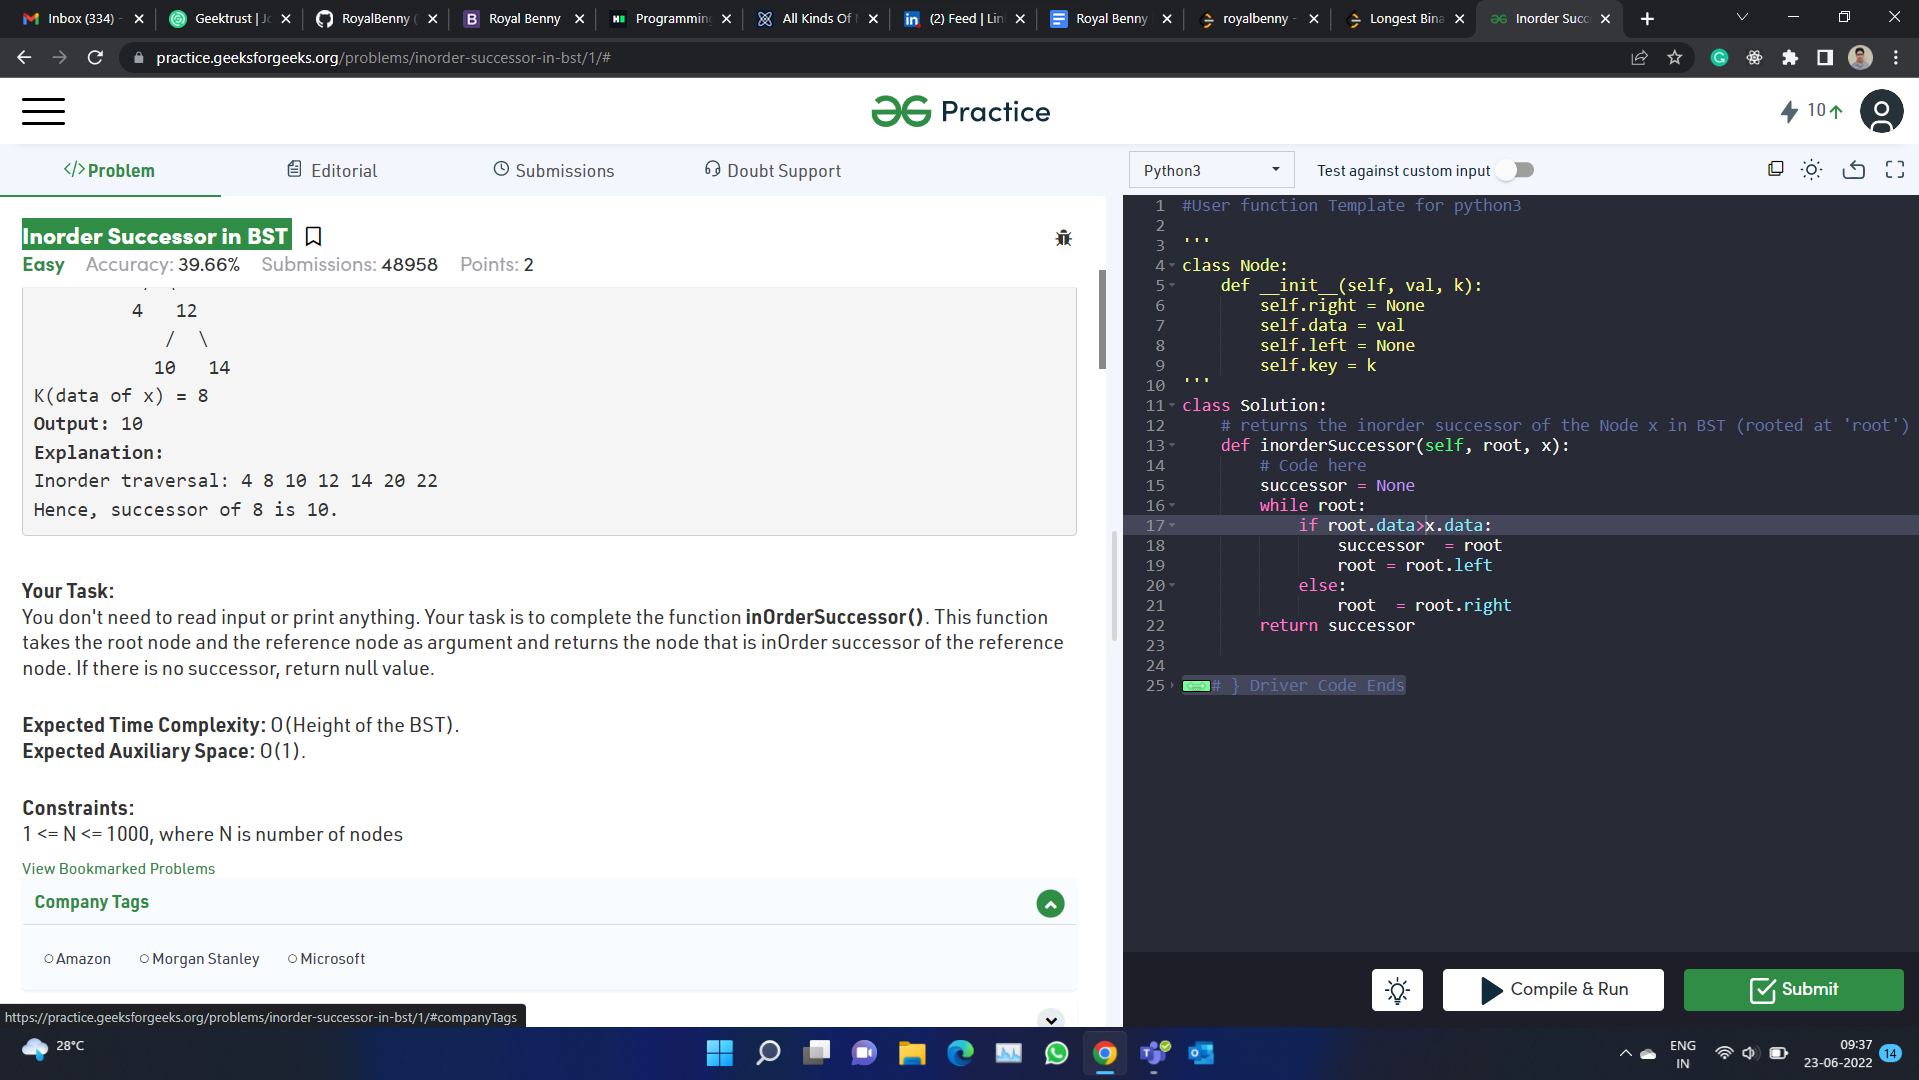 Inbox (334) -
Geektrust | Jo
RoyalBenny (
Royal Benny
Programming
All Kinds Of
(2) Feed | Lin
Royal Benny
royalbenny -
Longest Bina
Inorder Succ
practice.geeksforgeeks.org/problems/inorder-successor-in-bst/1/#
Practice
10
</>Problem
Editorial
Submissions
Doubt Support
Python3
Test against custom input
Inorder Successor in BST
Easy Accuracy: 39.66% Submissions: 48958 Points: 2
4 12
/ \
10 14
K(data of x) = 8
Output: 10
Explanation:
Inorder traversal: 4 8 10 12 14 20 22
Hence, successor of 8 is 10.
Your Task:
You don't need to read input or print anything. Your task is to complete the function inOrderSuccessor(). This function
takes the root node and the reference node as argument and returns the node that is inOrder successor of the reference
node. If there is no successor, return null value.
Expected Time Complexity: O(Height of the BST).
Expected Auxiliary Space: O(1).
Constraints:
1 <= N <= 1000, where N is number of nodes
View Bookmarked Problems
Company Tags
Amazon
Morgan Stanley
Microsoft
https://practice.geeksforgeeks.org/problems/inorder-successor-in-bst/1/#companyTags
1 #User function Template for python3
2
3 '''
4 class Node:
5 def __init__(self, val, k):
6 self.right = None
7 self.data = val
8 self.left = None
9 self.key = k
10 '''
11 class Solution:
12 # returns the inorder successor of the Node x in BST (rooted at 'root')
13 def inorderSuccessor(self, root, x):
14 # Code here
15 successor = None
16 while root:
17 if root.data>x.data:
18 successor  = root
19 root = root.left
20 else:
21 root  = root.right
22 return successor
23
24
25 # } Driver Code Ends
Compile & Run
Submit
28°C
ENG
IN
09:37
23-06-2022
14